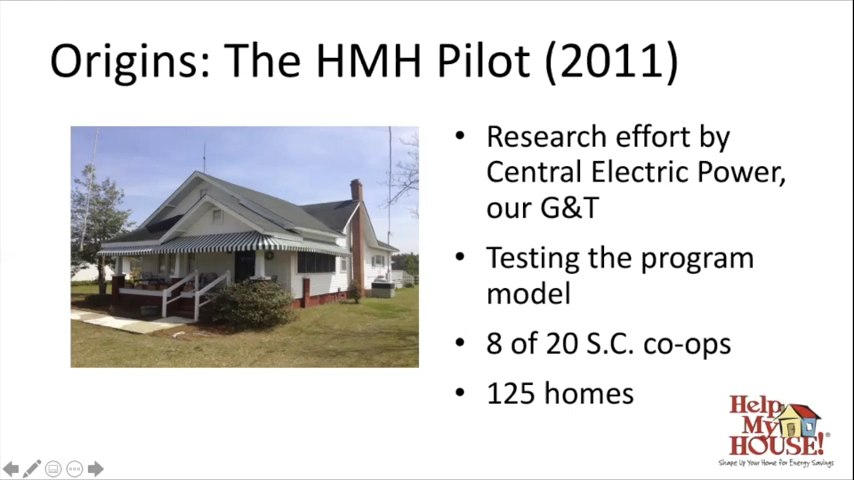 Origins: The HMH Pilot (2011)
• Research effort by
Central Electric Power,
our G&T
• Testing the program
model
• 8 of 20 S.C. co-ops
• 125 homes
Help
My
HOUSE!®
Shape Up Your Home for Energy Savings